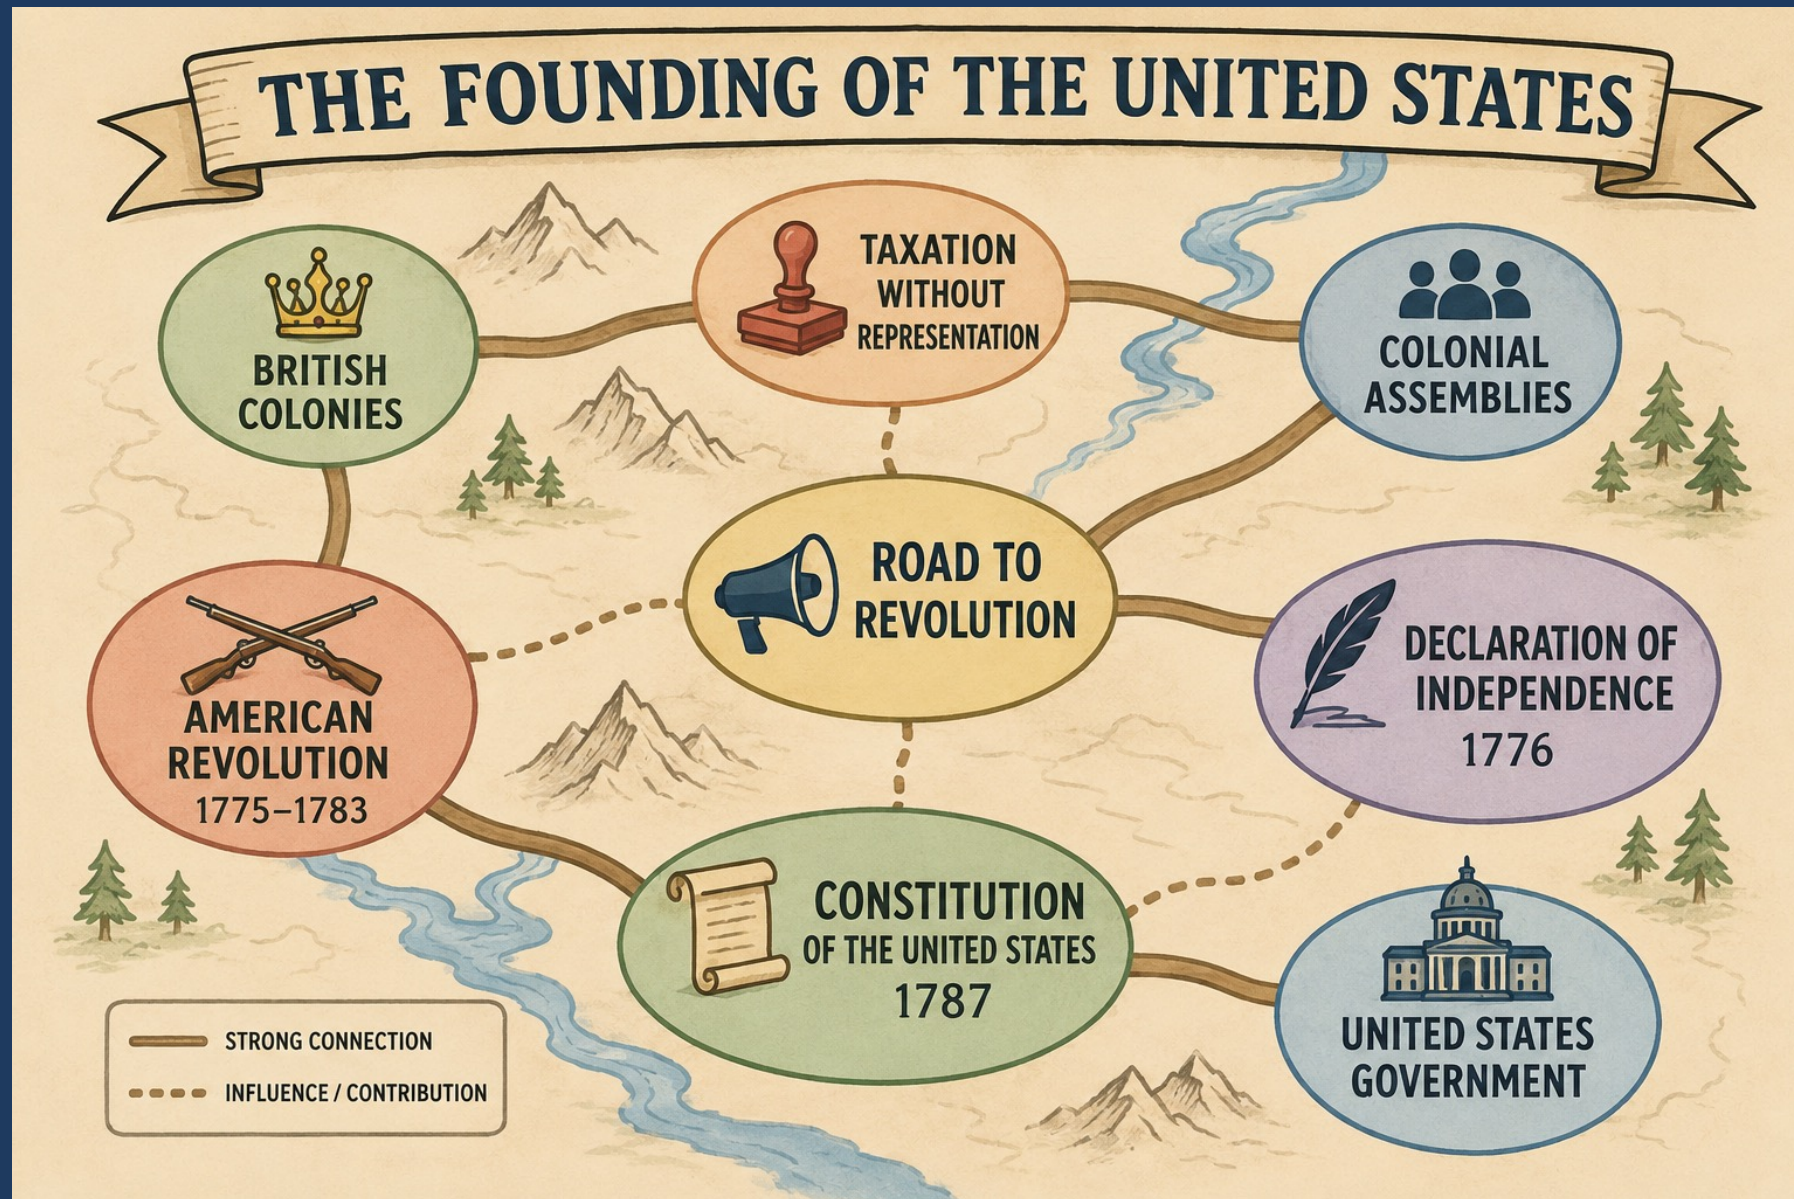 THE FOUNDING OF THE UNITED STATES
BRITISH
COLONIES
TAXATION
WITHOUT
REPRESENTATION
COLONIAL
ASSEMBLIES
ROAD TO
REVOLUTION
AMERICAN
REVOLUTION
1775–1783
DECLARATION OF
INDEPENDENCE
1776
CONSTITUTION
OF THE UNITED STATES
1787
UNITED STATES
GOVERNMENT
STRONG CONNECTION
INFLUENCE / CONTRIBUTION